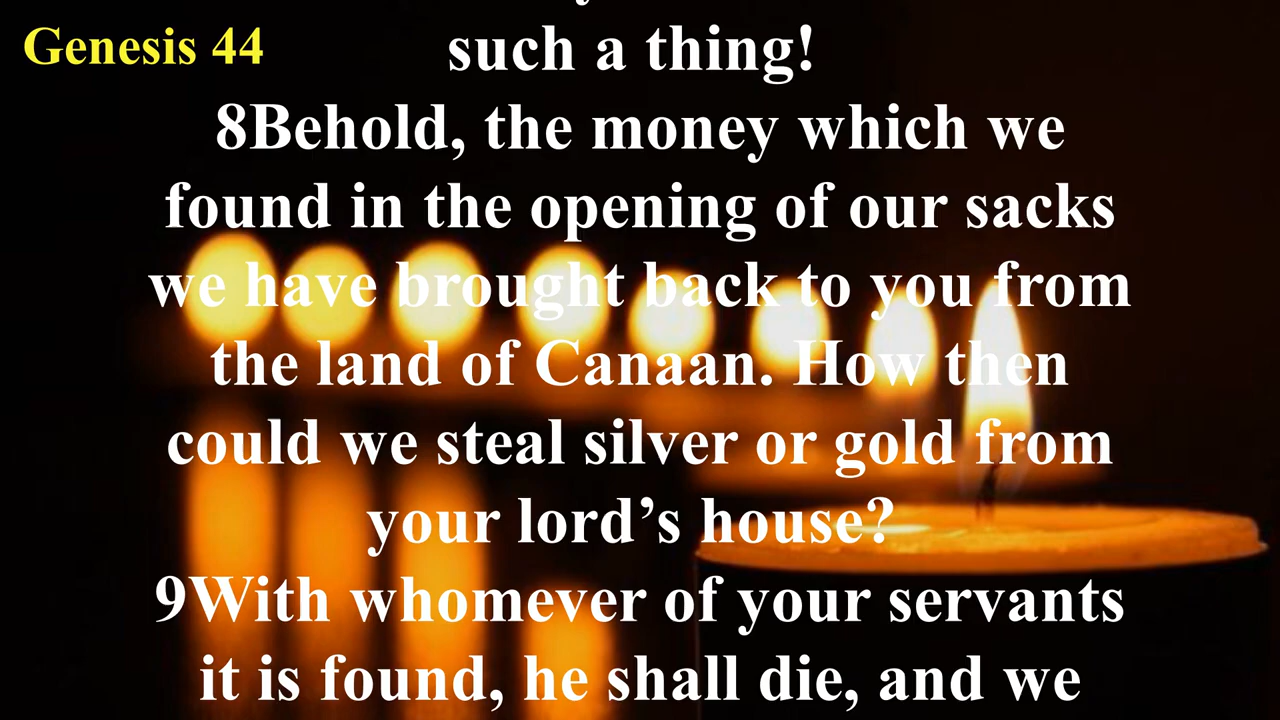 Genesis 44
such a thing!
8Behold, the money which we
found in the opening of our sacks
we have brought back to you from
the land of Canaan. How then
could we steal silver or gold from
your lord’s house?
9With whomever of your servants
it is found, he shall die, and we